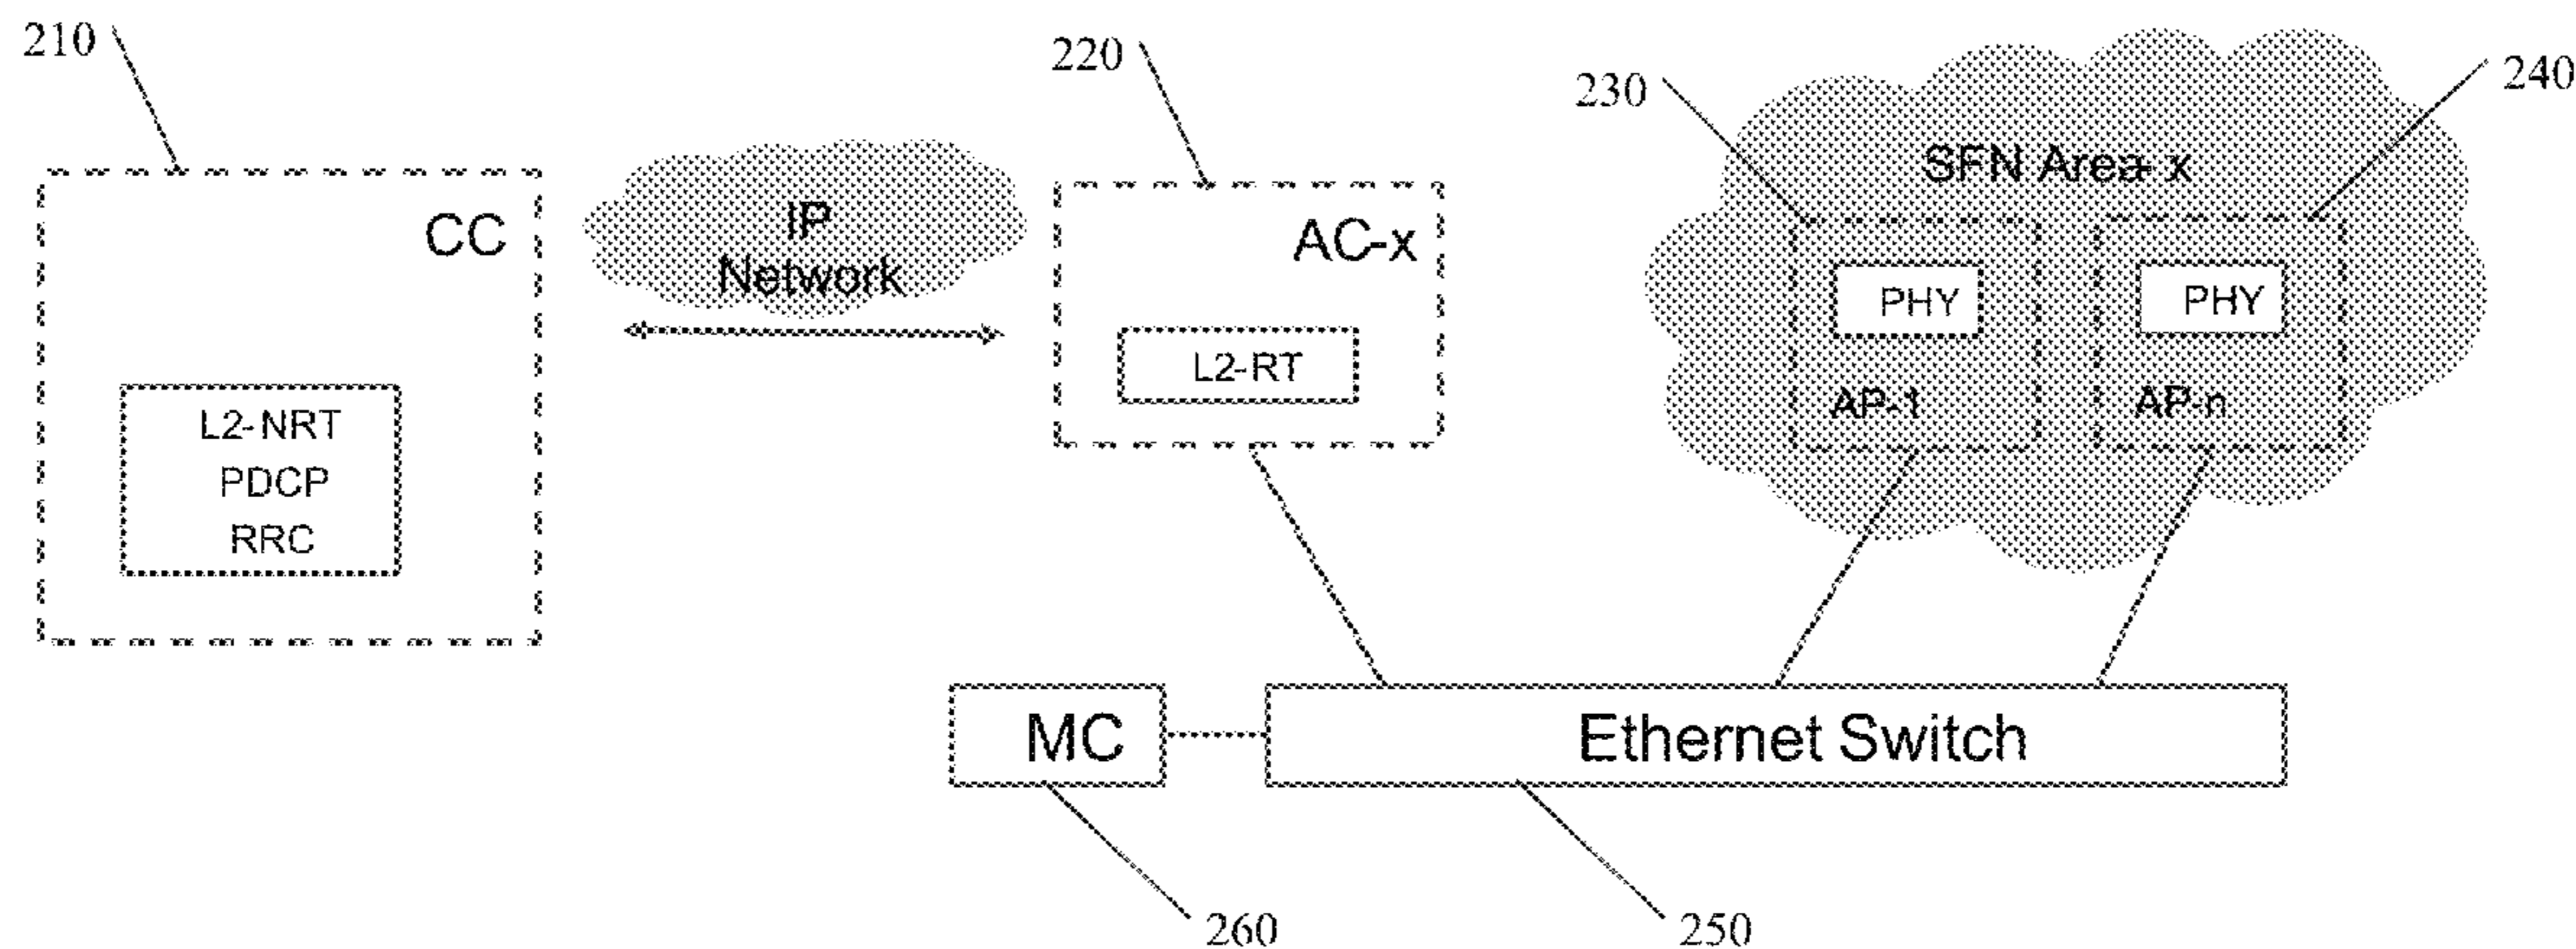 210
220
230
240
SFN Area- x
CC
IP
Network
AC-x
PHY
PHY
L2-RT
AP-1
AP-n
L2-NRT
PDCP
RRC
MC
Ethernet Switch
260
250